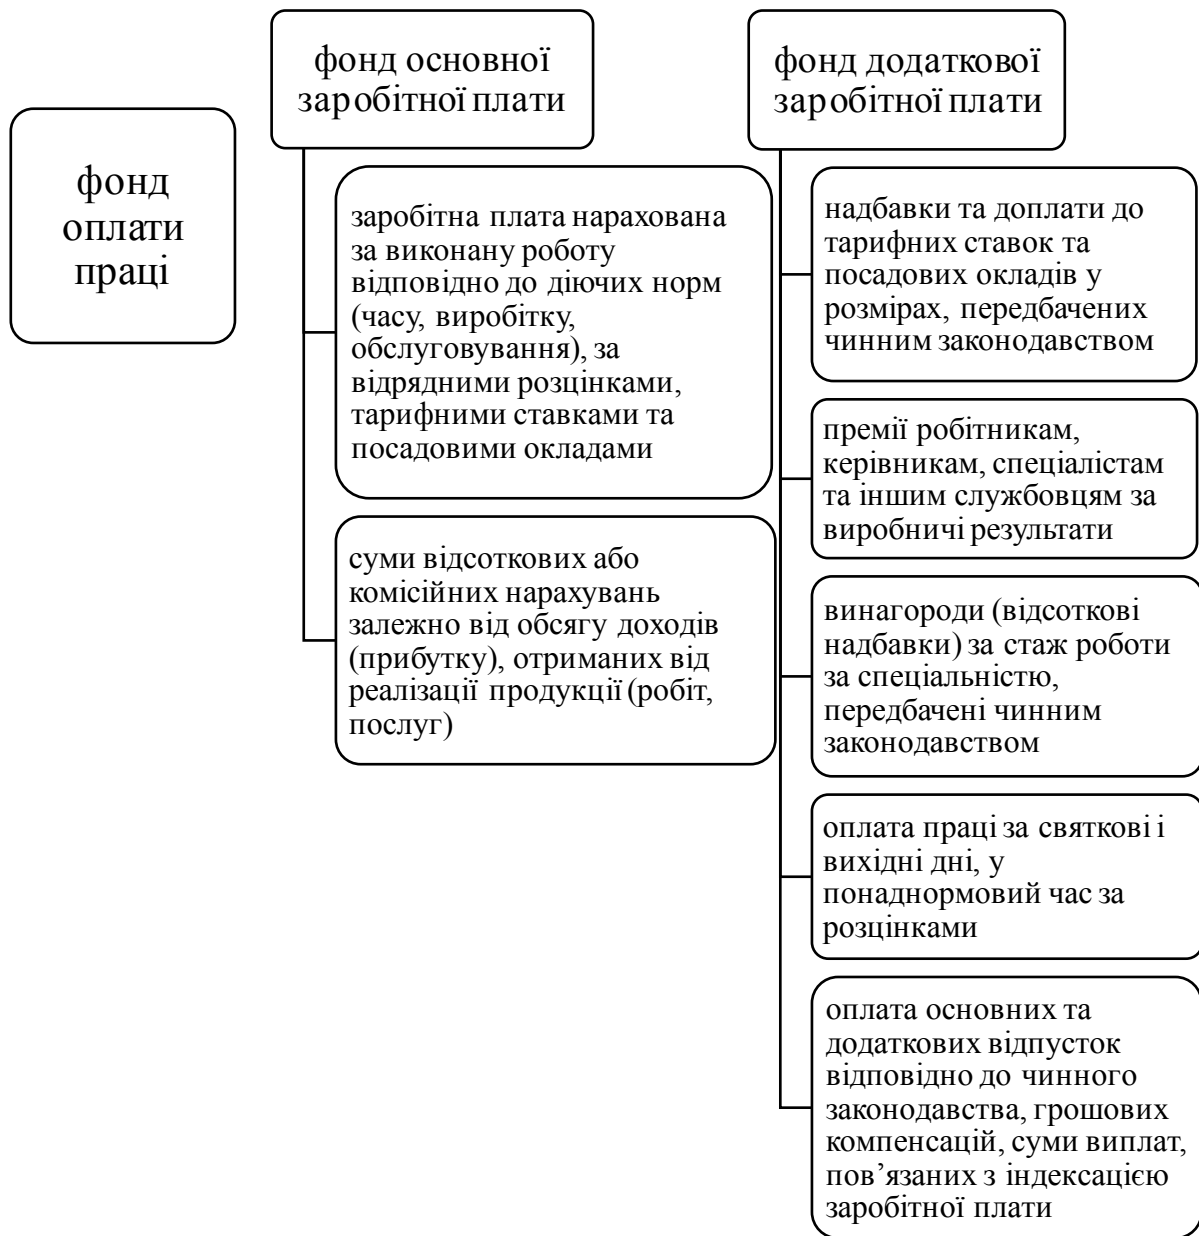 фонд
оплати
праці
фонд основної
заробітної плати
заробітна плата нарахована
за виконану роботу
відповідно до діючих норм
(часу, виробітку,
обслуговування), за
відрядними розцінками,
тарифними ставками та
посадовими окладами
суми відсоткових або
комісійних нарахувань
залежно від обсягу доходів
(прибутку), отриманих від
реалізації продукції (робіт,
послуг)
фонд додаткової
заробітної плати
надбавки та доплати до
тарифних ставок та
посадових окладів у
розмірах, передбачених
чинним законодавством
премії робітникам,
керівникам, спеціалістам
та іншим службовцям за
виробничі результати
винагороди (відсоткові
надбавки) за стаж роботи
за спеціальністю,
передбачені чинним
законодавством
оплата праці за святкові і
вихідні дні, у
понаднормовий час за
розцінками
оплата основних та
додаткових відпусток
відповідно до чинного
законодавства, грошових
компенсацій, суми виплат,
пов’язаних з індексацією
заробітної плати